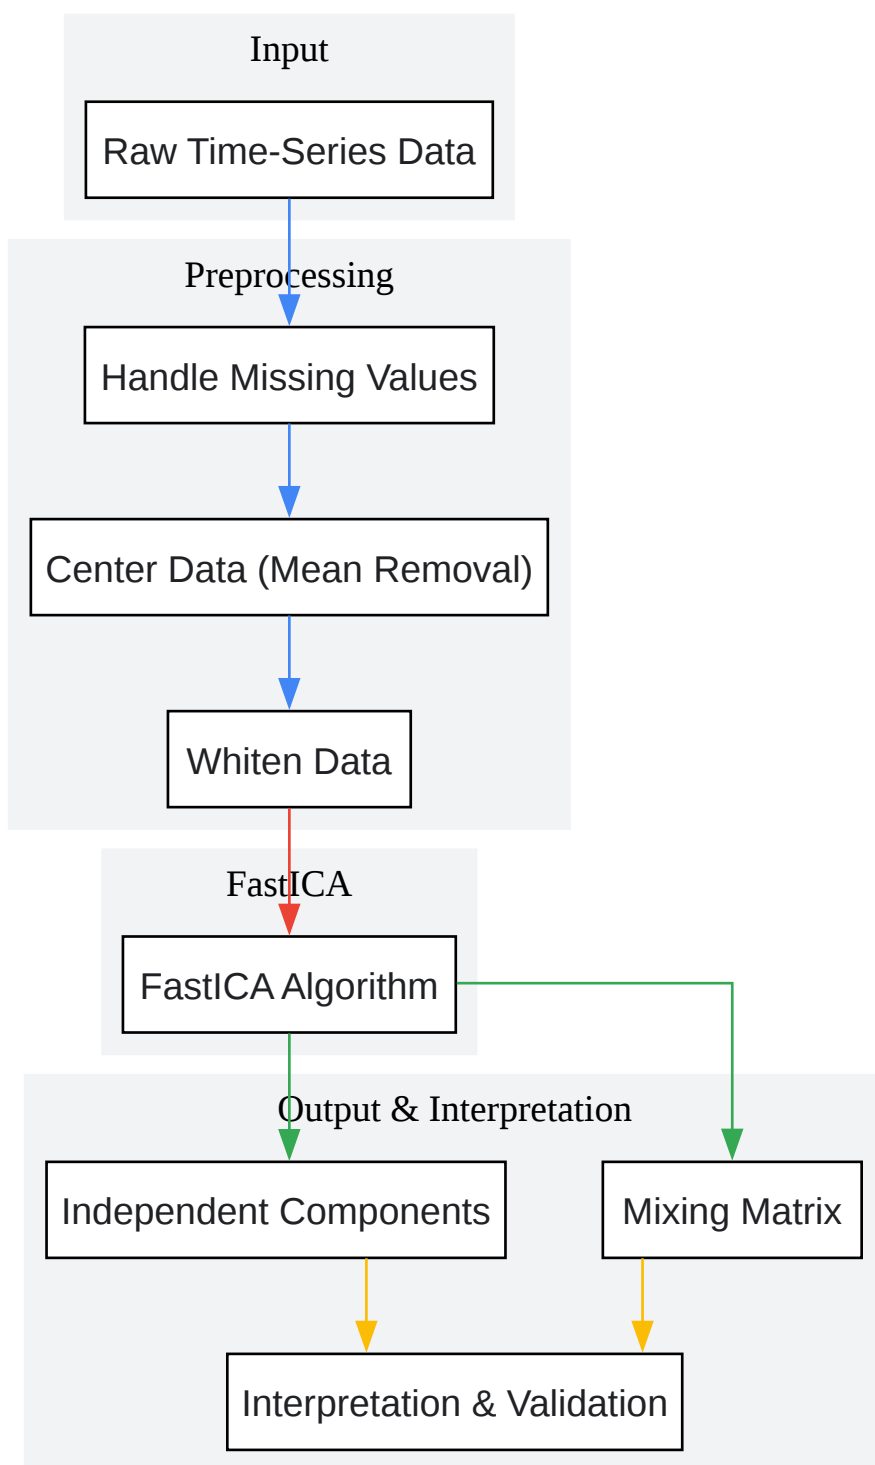 Input
Raw Time-Series Data
Preprocessing
Handle Missing Values
Center Data (Mean Removal)
Whiten Data
FastICA
FastICA Algorithm
Output & Interpretation
Independent Components
Mixing Matrix
Interpretation & Validation